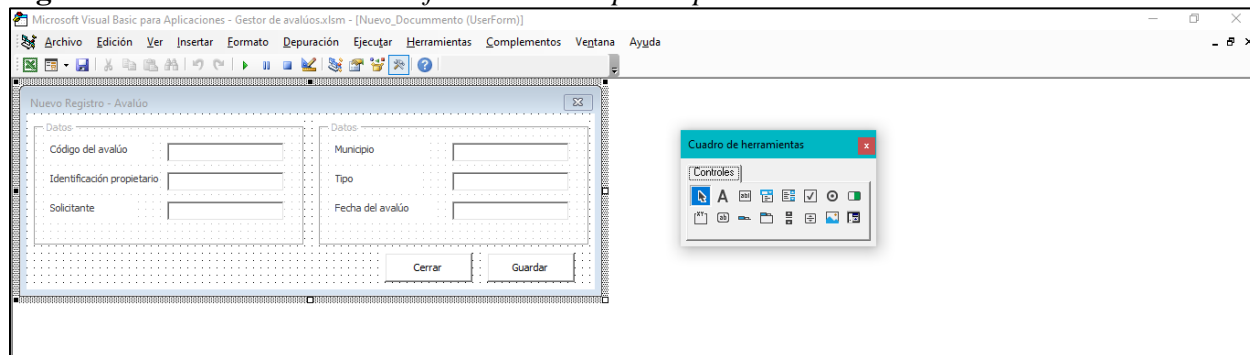 Microsoft Visual Basic para Aplicaciones - Gestor de avalúos.xlsm - [Nuevo_Docummento (UserForm)]
Archivo Edición Ver Insertar Formato Depuración Ejecutar Herramientas Complementos Ventana Ayuda
Nuevo Registro - Avalúo
Datos
Código del avalúo
Identificación propietario
Solicitante
Datos
Municipio
Tipo
Fecha del avalúo
Cerrar Guardar
Cuadro de herramientas
Controles